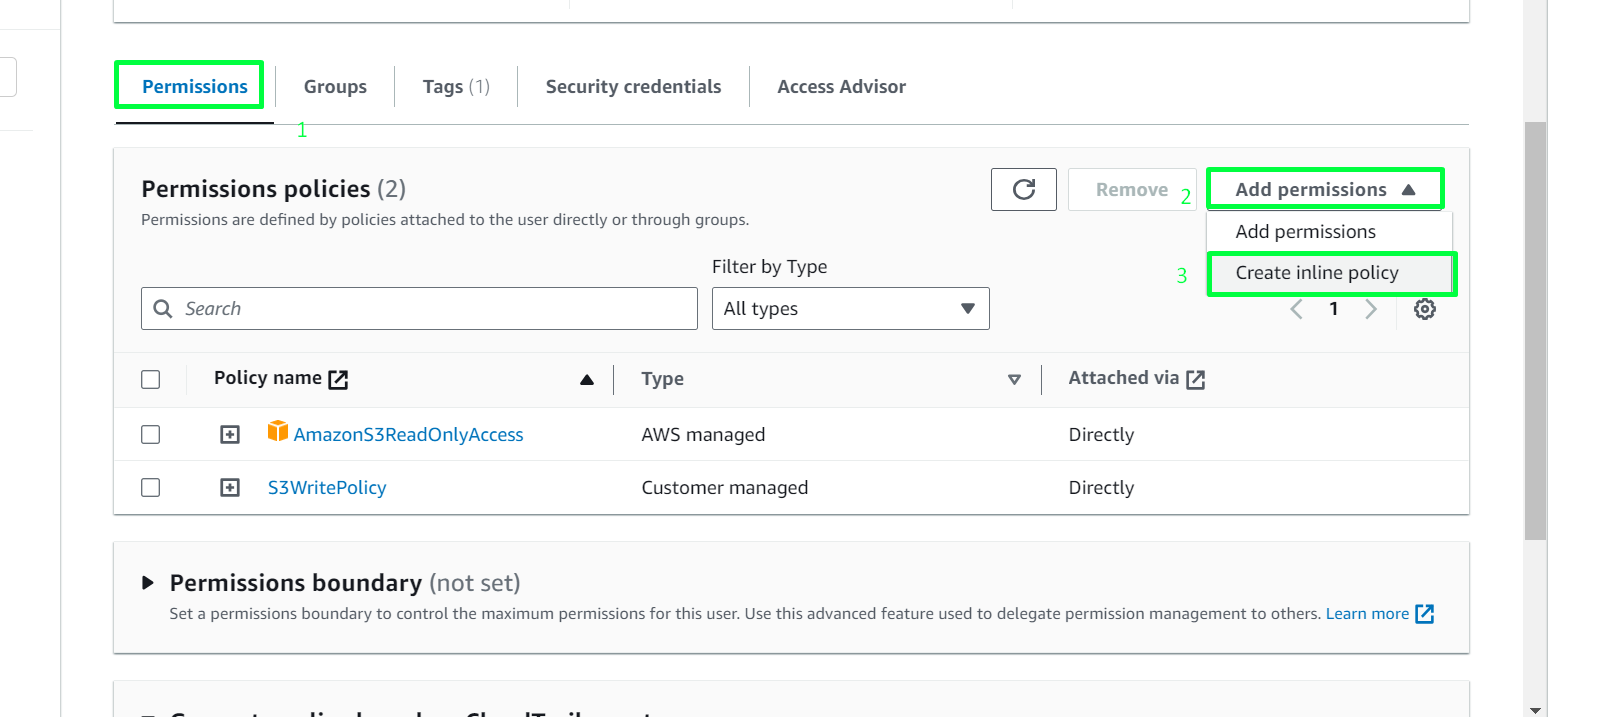 Permissions
Groups
Tags (1)
Security credentials
Access Advisor
1
Permissions policies (2)
Remove
2
Add permissions
Permissions are defined by policies attached to the user directly or through groups.
Add permissions
3
Create inline policy
Filter by Type
Search
All types
1
Policy name
Type
Attached via
AmazonS3ReadOnlyAccess
AWS managed
Directly
S3WritePolicy
Customer managed
Directly
Permissions boundary (not set)
Set a permissions boundary to control the maximum permissions for this user. Use this advanced feature used to delegate permission management to others. Learn more